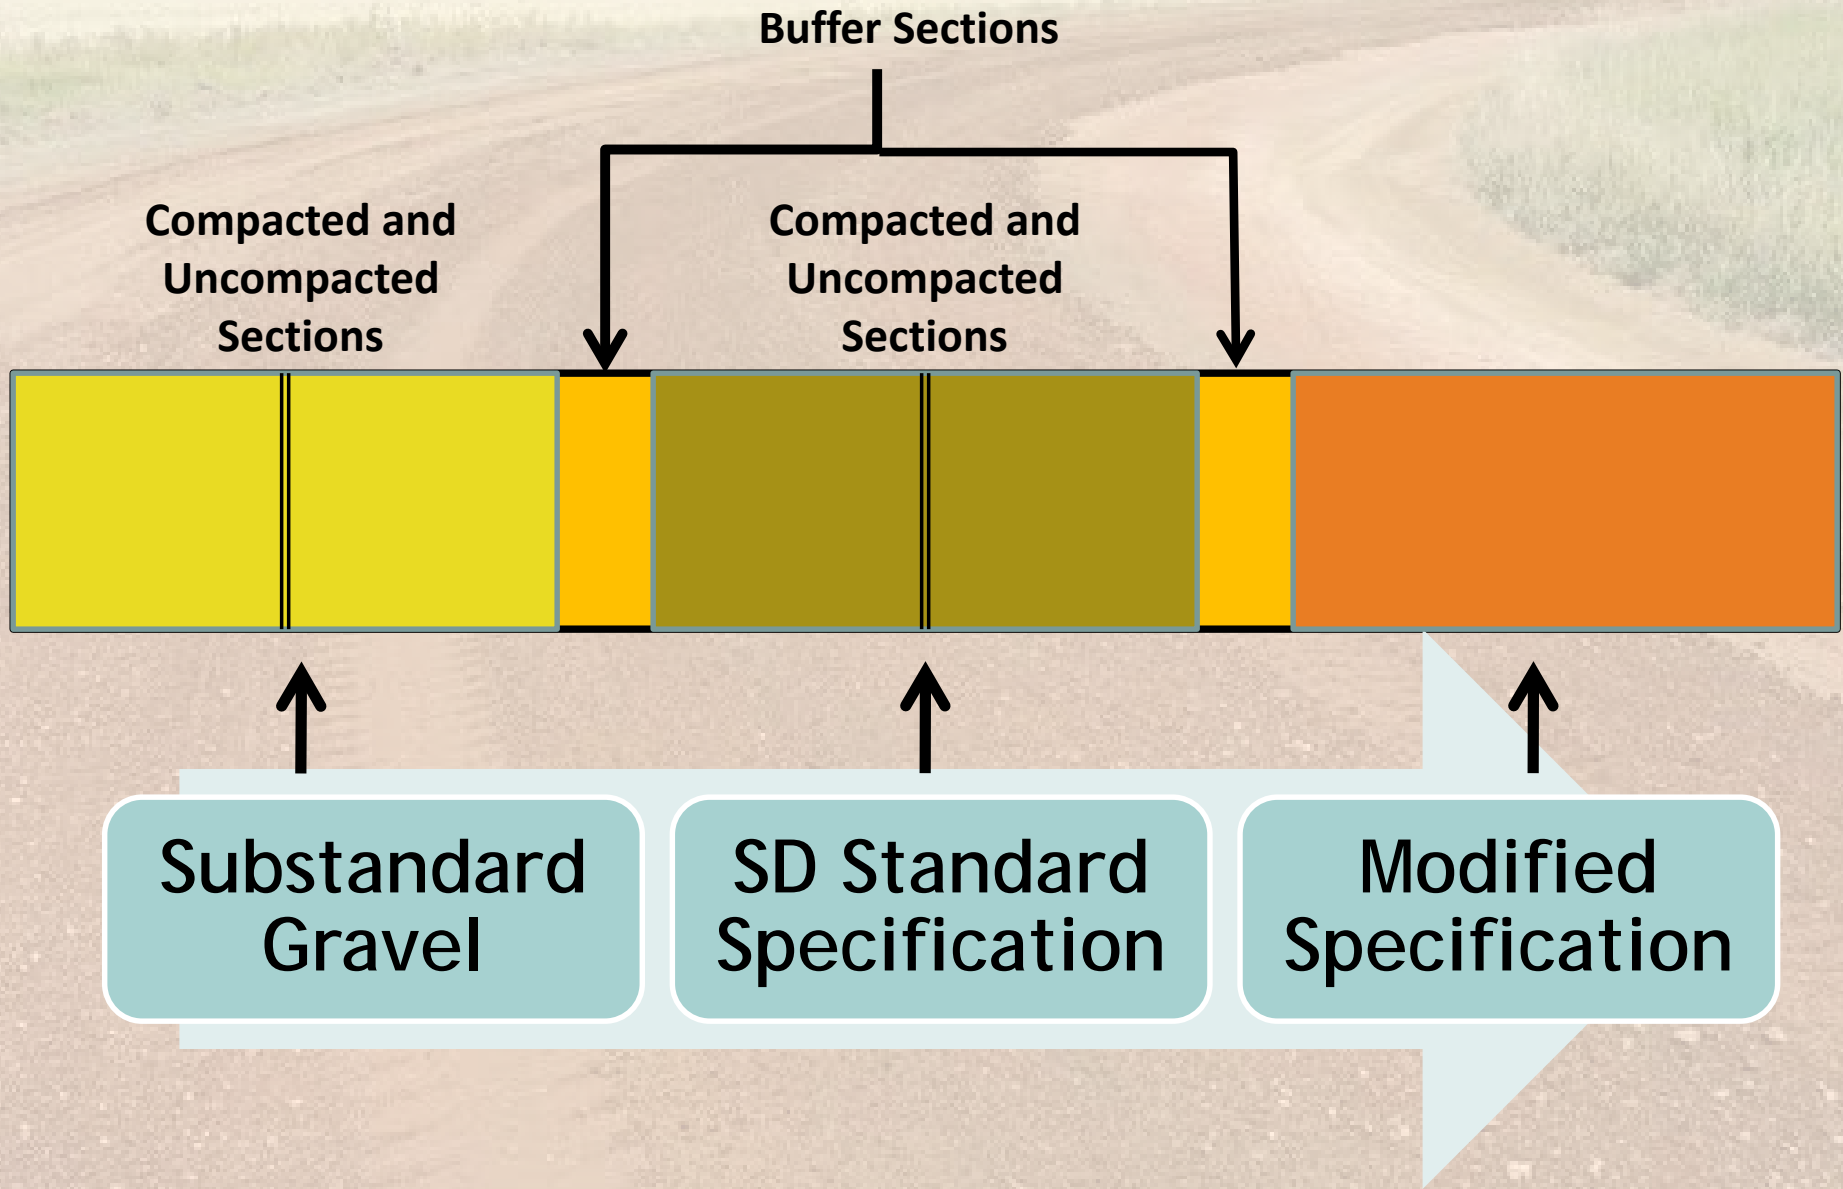 Buffer Sections
Compacted and
Uncompacted
Sections
Compacted and
Uncompacted
Sections
Substandard
Gravel
SD Standard
Specification
Modified
Specification